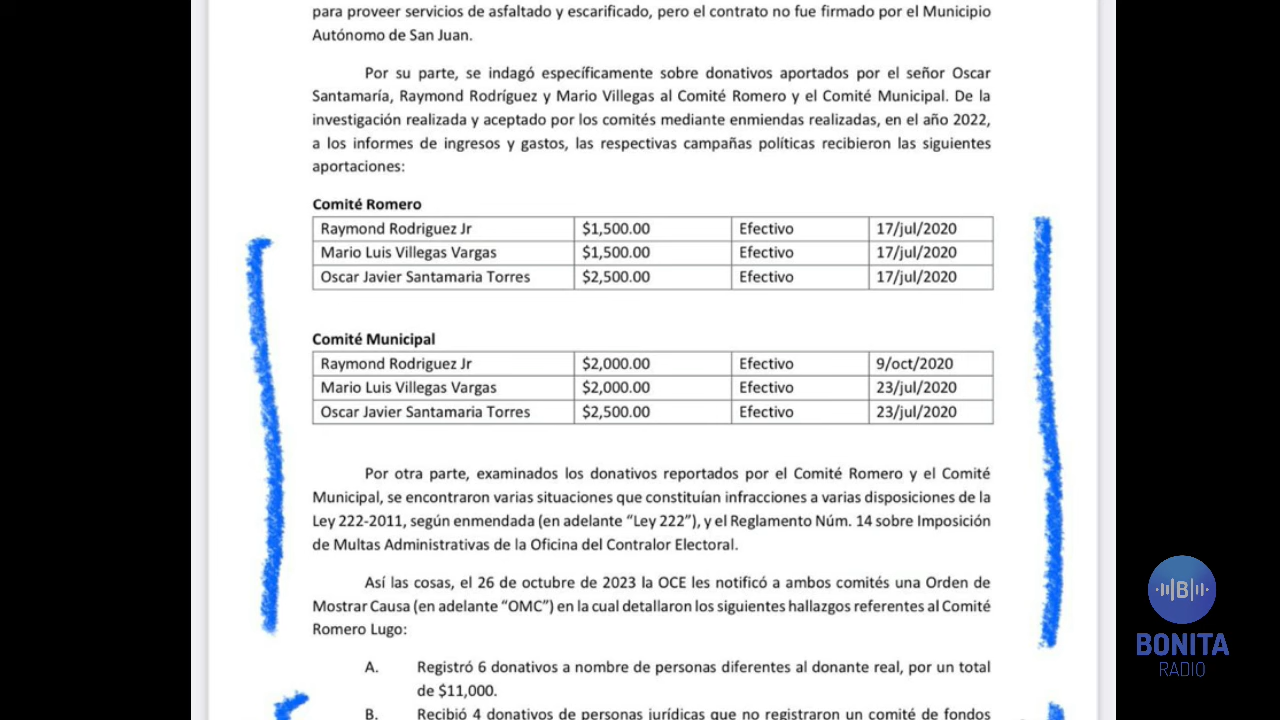 para proveer servicios de asfaltado y escarificado, pero el contrato no fue firmado por el Municipio
Autónomo de San Juan.
Por su parte, se indagó específicamente sobre donativos aportados por el señor Oscar
Santamaría, Raymond Rodríguez y Mario Villegas al Comité Romero y el Comité Municipal. De la
investigación realizada y aceptado por los comités mediante enmiendas realizadas, en el año 2022,
a los informes de ingresos y gastos, las respectivas campañas políticas recibieron las siguientes
aportaciones:
Comité Romero
Raymond Rodriguez Jr $1,500.00 Efectivo 17/jul/2020
Mario Luis Villegas Vargas $1,500.00 Efectivo 17/jul/2020
Oscar Javier Santamaria Torres $2,500.00 Efectivo 17/jul/2020
Comité Municipal
Raymond Rodriguez Jr $2,000.00 Efectivo 9/oct/2020
Mario Luis Villegas Vargas $2,000.00 Efectivo 23/jul/2020
Oscar Javier Santamaria Torres $2,500.00 Efectivo 23/jul/2020
Por otra parte, examinados los donativos reportados por el Comité Romero y el Comité
Municipal, se encontraron varias situaciones que constituían infracciones a varias disposiciones de la
Ley 222-2011, según enmendada (en adelante “Ley 222”), y el Reglamento Núm. 14 sobre Imposición
de Multas Administrativas de la Oficina del Contralor Electoral.
Así las cosas, el 26 de octubre de 2023 la OCE les notificó a ambos comités una Orden de
Mostrar Causa (en adelante “OMC”) en la cual detallaron los siguientes hallazgos referentes al Comité
Romero Lugo:
A. Registró 6 donativos a nombre de personas diferentes al donante real, por un total
de $11,000.
B. Recibió 4 donativos de personas jurídicas que no registraron un comité de fondos
B
BONITA
RADIO